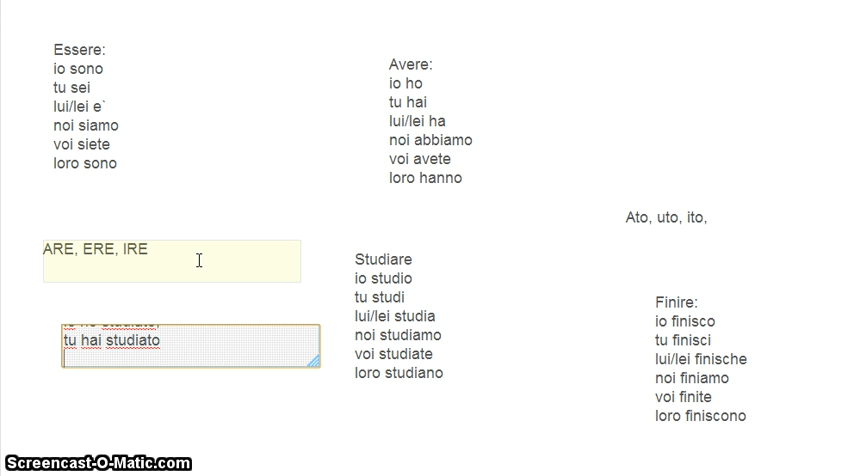 Essere:
io sono
tu sei
lui/lei e`
noi siamo
voi siete
loro sono
Avere:
io ho
tu hai
lui/lei ha
noi abbiamo
voi avete
loro hanno
Ato, uto, ito,
ARE, ERE, IRE
io ho studiato,
tu hai studiato
Studiare
io studio
tu studi
lui/lei studia
noi studiamo
voi studiate
loro studiano
Finire:
io finisco
tu finisci
lui/lei finische
noi finiamo
voi finite
loro finiscono
Screencast-O-Matic.com